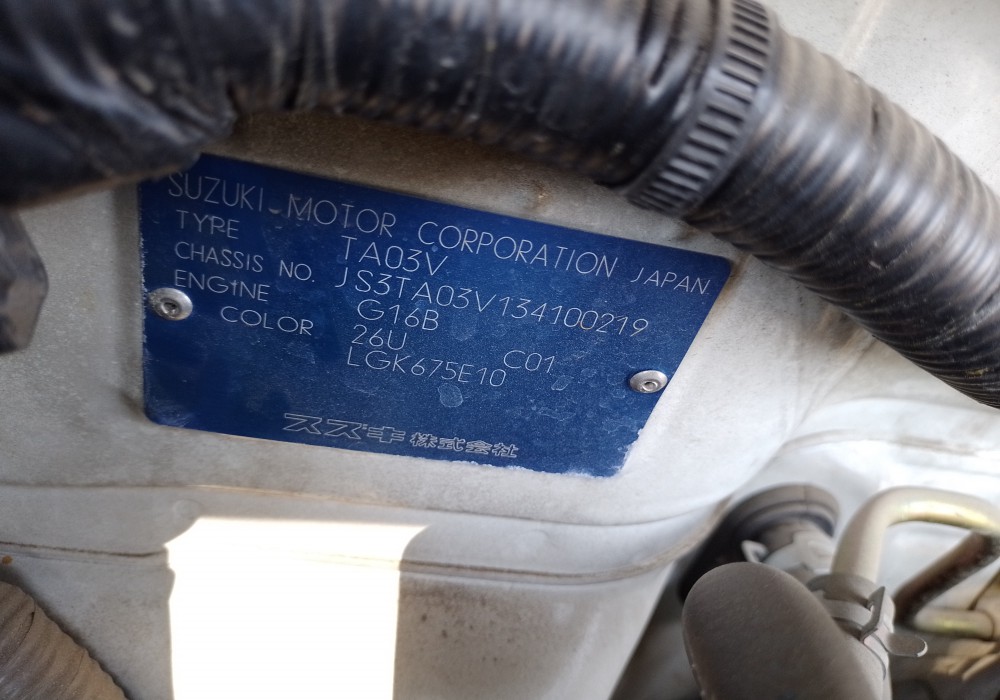 SUZUKI MOTOR CORPORATION JAPAN
TYPE TA03V
CHASSIS NO. JS3TA03V134100219
ENGINE G16B
COLOR 26U C01
LGK675E10
スズキ株式会社